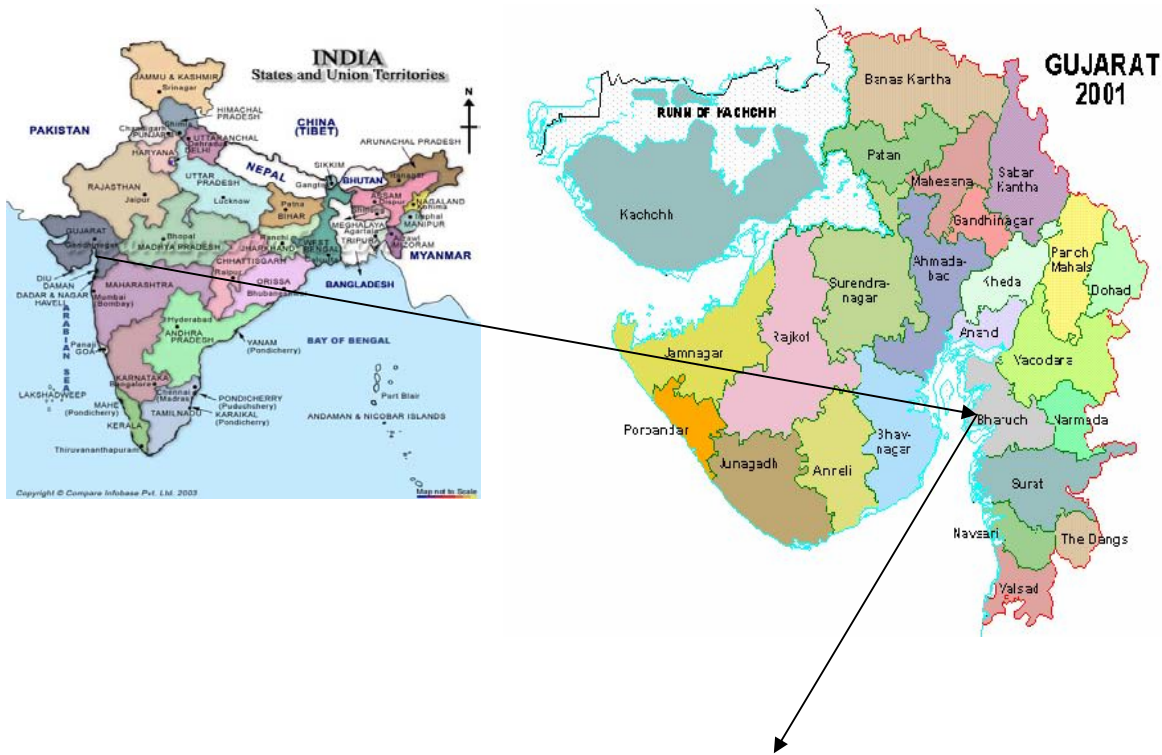 INDIA
States and Union Territories
N
JAMMU & KASHMIR
Srinagar
HIMACHAL
PRADESH
Shimla
Chandigarh
PUNJAB
UTTARANCHAL
Dehradun
HARYANA
DELHI
PAKISTAN
CHINA
(TIBET)
ARUNACHAL PRADESH
Itanagar
SIKKIM
Gangtok
NEPAL
BHUTAN
RAJASTHAN
Jaipur
UTTAR
PRADESH
Lucknow
Patna
BIHAR
ASSAM
Dispur
NAGALAND
Kohima
Imphal
MANIPUR
MEGHALAYA
Agartala
TRIPURA
Aizawl
MIZORAM
MYANMAR
GUJARAT
Gandhinagar
Bhopal
MADHYA PRADESH
Ranchi
JHARKHAND
WEST
BENGAL
CHHATTISGARH
Raipur
ORISSA
Bhubaneshwar
BANGLADESH
DIU
DAMAN
DADAR & NAGAR
HAVELI
MAHARASHTRA
Mumbai
(Bombay)
Hyderabad
ANDHRA
PRADESH
YANAM
(Pondicherry)
BAY OF BENGAL
ARABIAN SEA
Panaji
GOA
KARNATAKA
Bangalore
Chennai
(Madras)
LAKSHADWEEP
MAHE
(Pondicherry)
PONDICHERRY
(Puduchchery)
KARAIKAL
(Pondicherry)
TAMILNADU
KERALA
Thiruvananthapuram
Port Blair
ANDAMAN & NICOBAR ISLANDS
Copyright © Compare Infobase Pvt. Ltd. 2003
Map not to Scale
GUJARAT
2001
Banas Kantha
RUNN OF KACHCHH
Patan
Mahesana
Sabar
Kantha
Kachchh
Gandhinagar
Ahmada-
bad
Panch
Mahals
Kheda
Dohad
Surendra-
nagar
Anand
Rajkot
Jamnagar
Vadodara
Porbandar
Bharuch
Narmada
Junagadh
Amreli
Bhav-
nagar
Surat
Navsari
The Dangs
Valsad